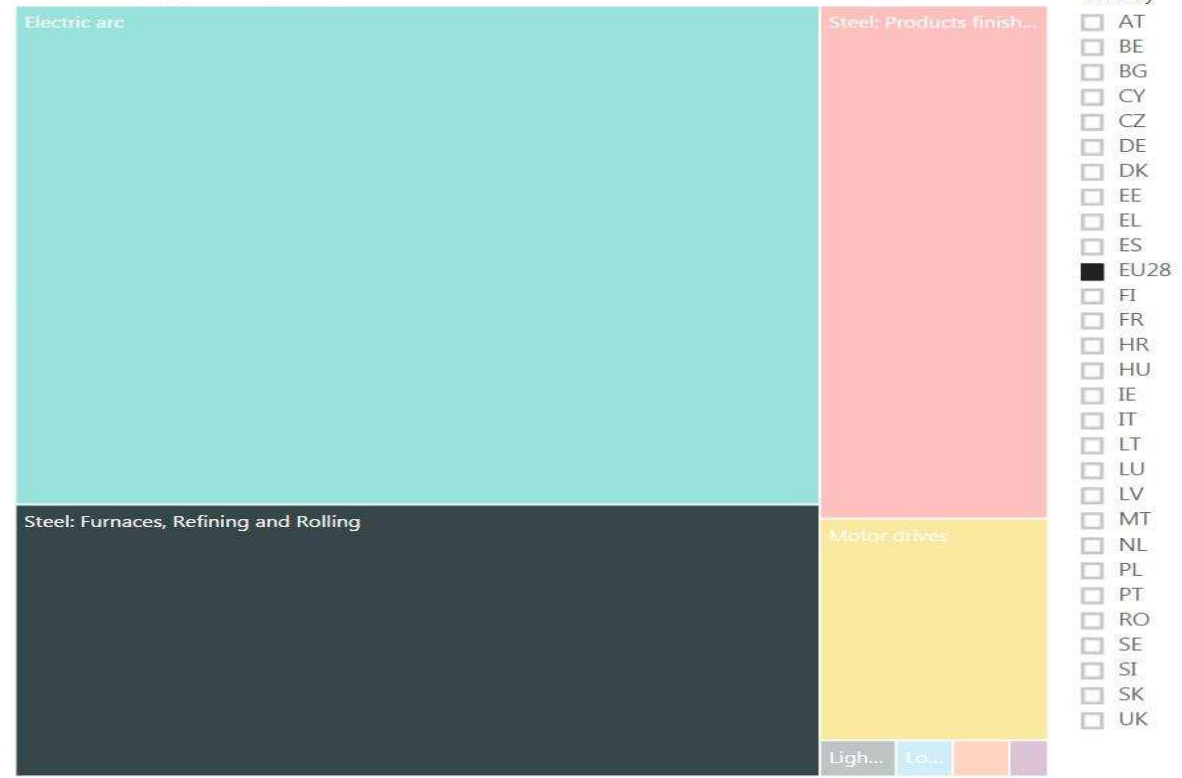 Electric arc
Steel: Products finish...
Steel: Furnaces, Refining and Rolling
Motor drives
Ligh...
Lo...
AT
BE
BG
CY
CZ
DE
DK
EE
EL
ES
EU28
FI
FR
HR
HU
IE
IT
LT
LU
LV
MT
NL
PL
PT
RO
SE
SI
SK
UK